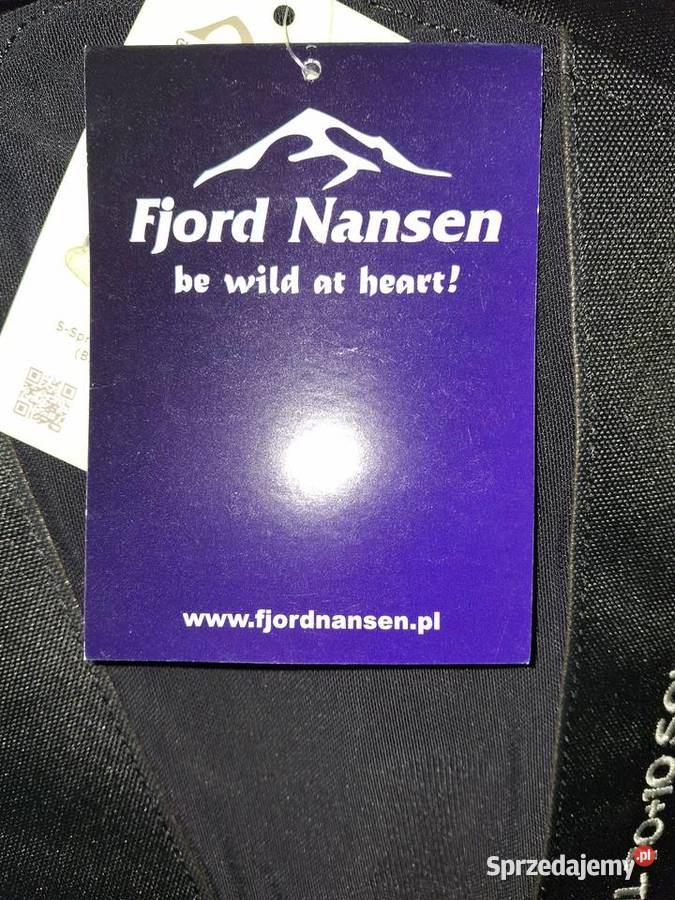 Fjord Nansen
be wild at heart!
www.fjordnansen.pl
Sprzedajemy.pl